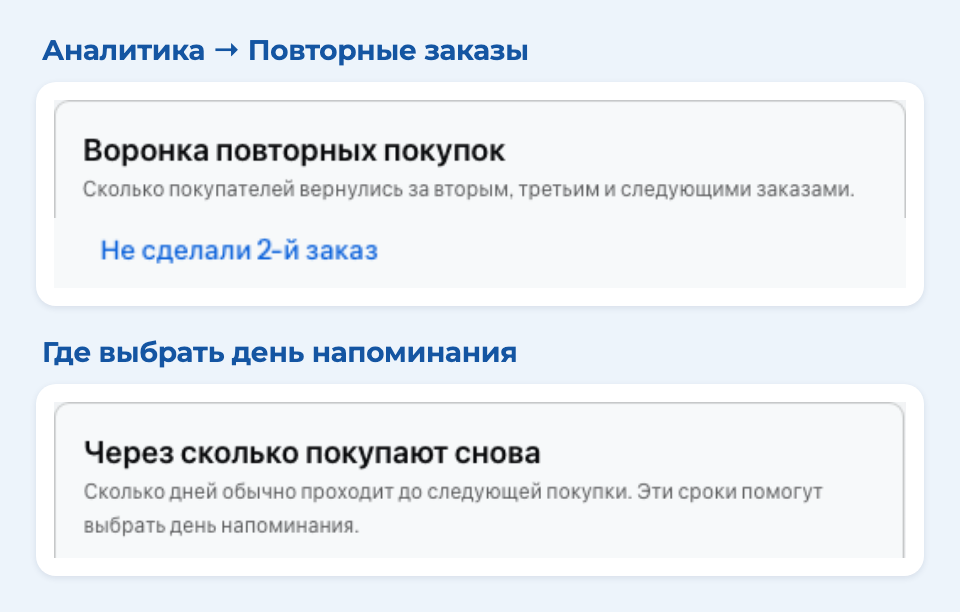 Аналитика → Повторные заказы
Воронка повторных покупок
Сколько покупателей вернулись за вторым, третьим и следующими заказами.
Не сделали 2-й заказ
Где выбрать день напоминания
Через сколько покупают снова
Сколько дней обычно проходит до следующей покупки. Эти сроки помогут
выбрать день напоминания.